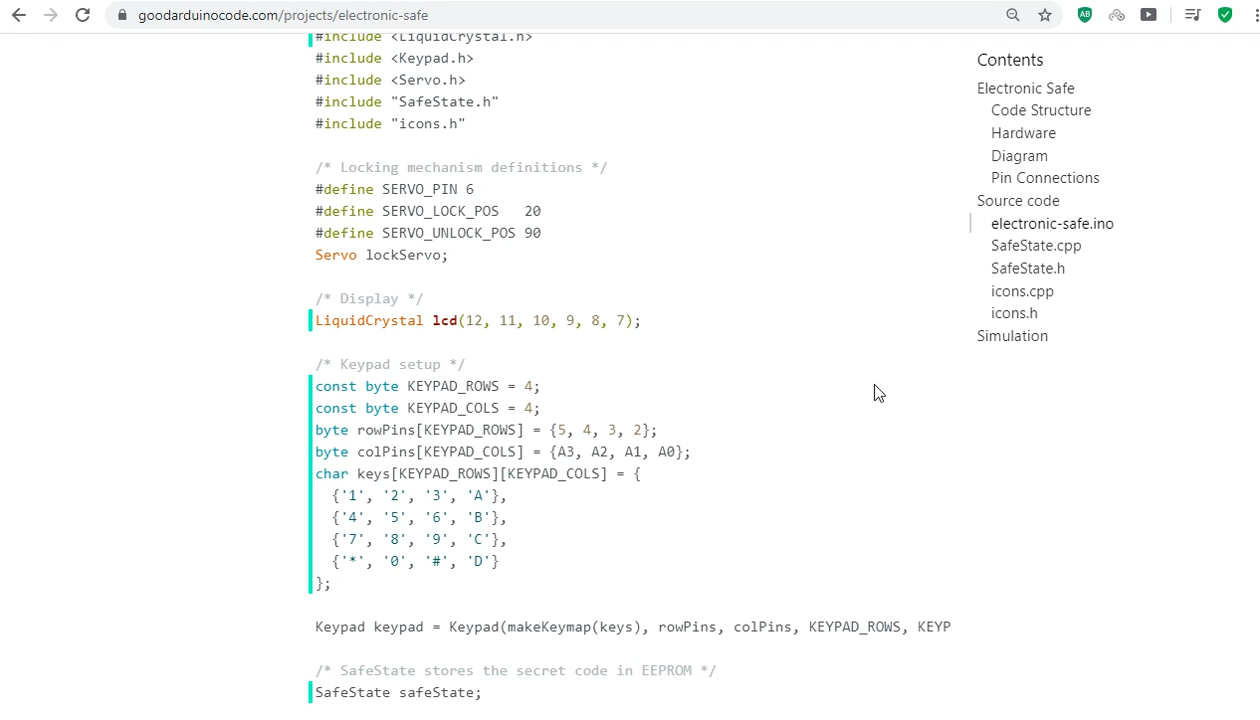 goodarduinocode.com/projects/electronic-safe
AB
#include <LiquidCrystal.h>
#include <Keypad.h>
#include <Servo.h>
#include "SafeState.h"
#include "icons.h"
/* Locking mechanism definitions */
#define SERVO_PIN 6
#define SERVO_LOCK_POS   20
#define SERVO_UNLOCK_POS 90
Servo lockServo;
/* Display */
LiquidCrystal lcd(12, 11, 10, 9, 8, 7);
/* Keypad setup */
const byte KEYPAD_ROWS = 4;
const byte KEYPAD_COLS = 4;
byte rowPins[KEYPAD_ROWS] = {5, 4, 3, 2};
byte colPins[KEYPAD_COLS] = {A3, A2, A1, A0};
char keys[KEYPAD_ROWS][KEYPAD_COLS] = {
  {'1', '2', '3', 'A'},
  {'4', '5', '6', 'B'},
  {'7', '8', '9', 'C'},
  {'*', '0', '#', 'D'}
};
Keypad keypad = Keypad(makeKeymap(keys), rowPins, colPins, KEYPAD_ROWS, KEYP
/* SafeState stores the secret code in EEPROM */
SafeState safeState;
Contents
Electronic Safe
Code Structure
Hardware
Diagram
Pin Connections
Source code
electronic-safe.ino
SafeState.cpp
SafeState.h
icons.cpp
icons.h
Simulation